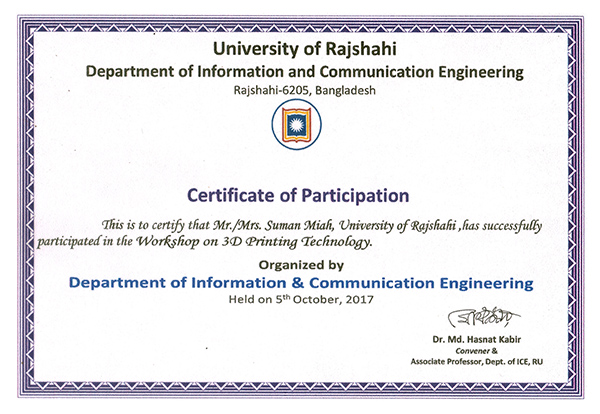 University of Rajshahi
Department of Information and Communication Engineering
Rajshahi-6205, Bangladesh
Certificate of Participation
This is to certify that Mr./Mrs. Suman Miah, University of Rajshahi ,has successfully
participated in the Workshop on 3D Printing Technology.
Organized by
Department of Information & Communication Engineering
Held on 5th October, 2017
Dr. Md. Hasnat Kabir
Convener &
Associate Professor, Dept. of ICE, RU